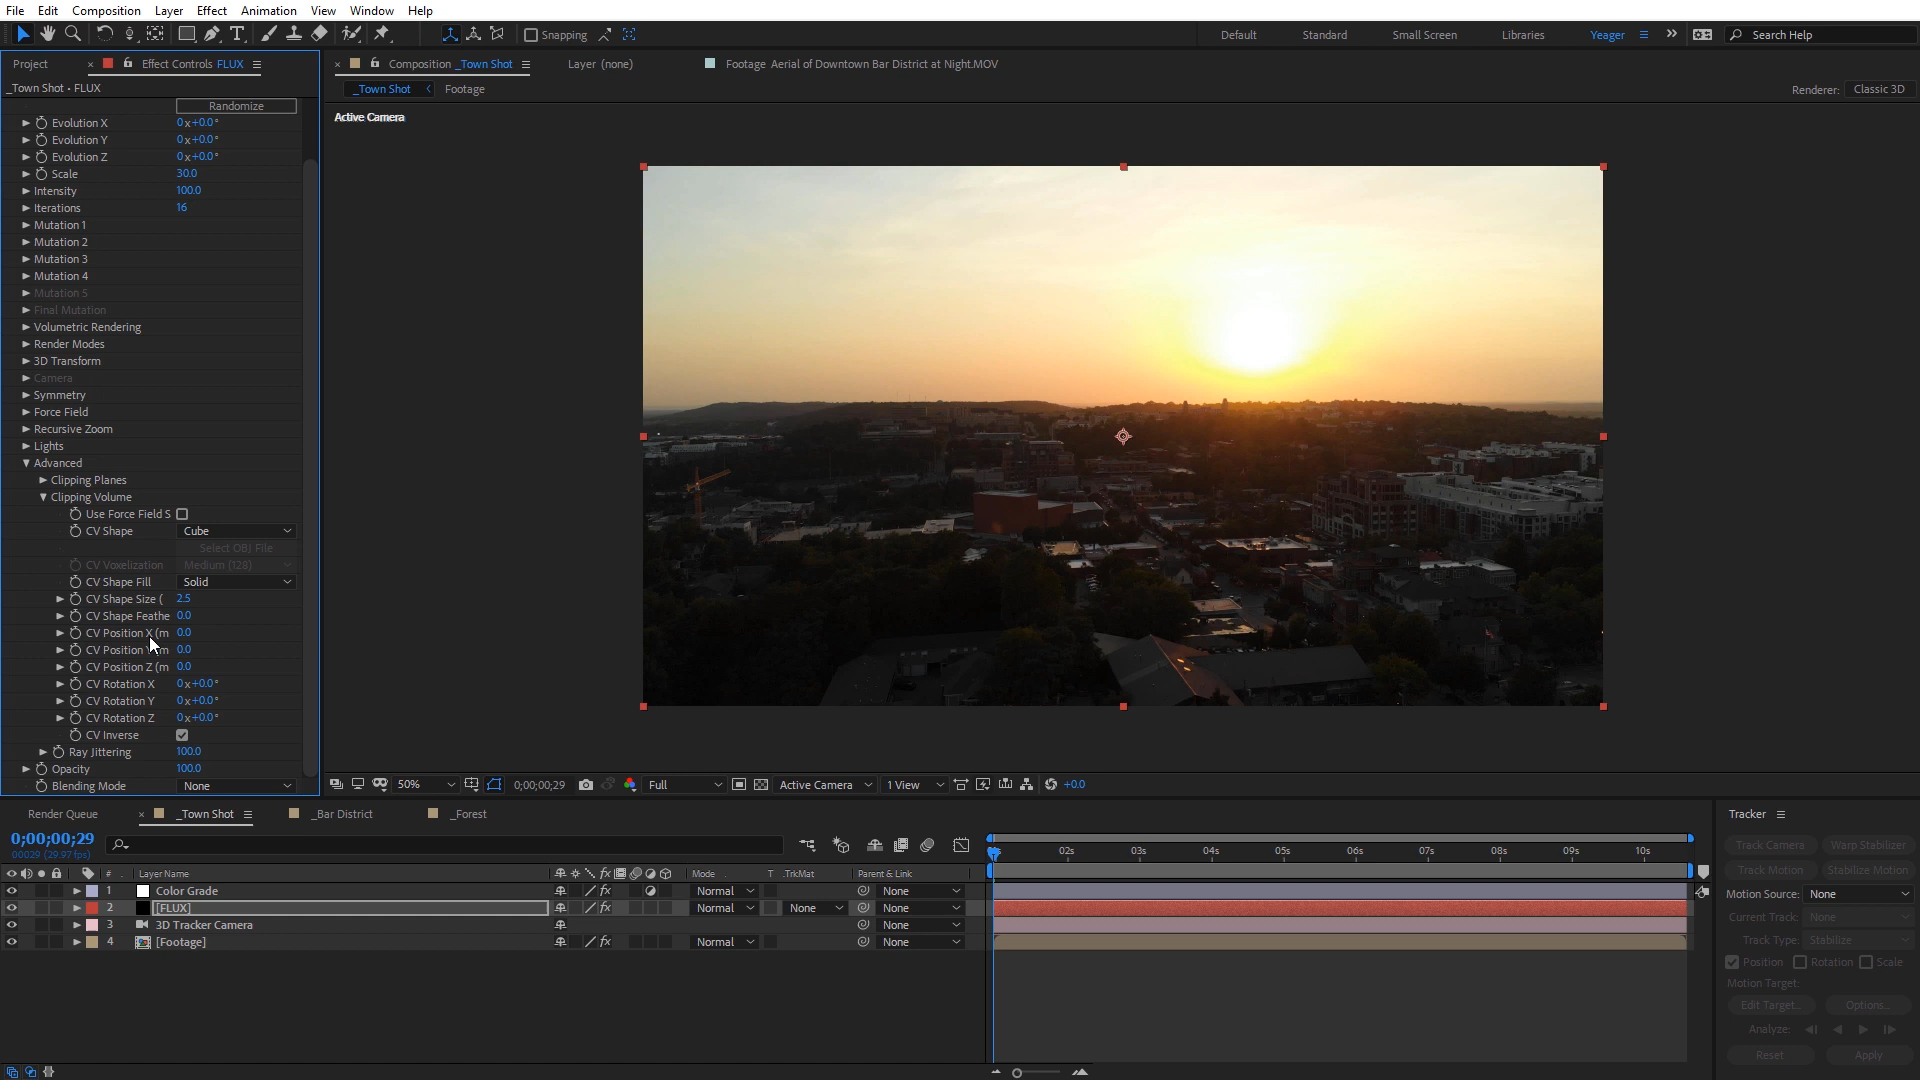 File Edit Composition Layer Effect Animation View Window Help
Snapping
Default Standard Small Screen Libraries Yeager Search Help
Project Effect Controls FLUX
Composition _Town Shot Layer (none) Footage Aerial of Downtown Bar District at Night.MOV
_Town Shot • FLUX
_Town Shot Footage
Renderer: Classic 3D
Active Camera
Randomize
Evolution X 0x+0.0°
Evolution Y 0x+0.0°
Evolution Z 0x+0.0°
Scale 30.0
Intensity 100.0
Iterations 16
Mutation 1
Mutation 2
Mutation 3
Mutation 4
Mutation 5
Final Mutation
Volumetric Rendering
Render Modes
3D Transform
Camera
Symmetry
Force Field
Recursive Zoom
Lights
Advanced
Clipping Planes
Clipping Volume
Use Force Field S
CV Shape Cube
Select OBJ File
CV Voxelization Medium (128)
CV Shape Fill Solid
CV Shape Size ( 2.5
CV Shape Feathe 0.0
CV Position X (m 0.0
CV Position 0.0
CV Position Z (m 0.0
CV Rotation X 0x+0.0°
CV Rotation Y 0x+0.0°
CV Rotation Z 0x+0.0°
CV Inverse
Ray Jittering 100.0
Opacity 100.0
Blending Mode None
50% 0;00;00;29 Full Active Camera 1 View +0.0
Render Queue _Town Shot _Bar District _Forest
0;00;00;29
00029 (29.97 fps)
02s 03s 04s 05s 06s 07s 08s 09s 10s
# Layer Name Mode T .TrkMat Parent & Link
1 Color Grade Normal None
2 [FLUX] Normal None None
3 3D Tracker Camera None
4 [Footage] Normal None
Tracker
Track Camera Warp Stabilizer
Track Motion Stabilize Motion
Motion Source: None
Current Track: None
Track Type: Stabilize
Position Rotation Scale
Motion Target:
Edit Target... Options...
Analyze:
Reset Apply